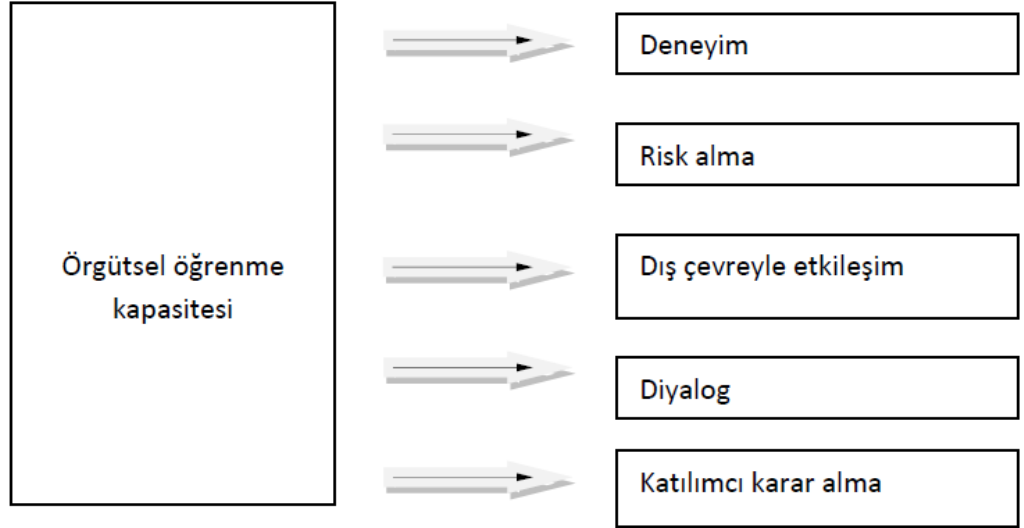 Örgütsel öğrenme
kapasitesi
Deneyim
Risk alma
Dış çevreyle etkileşim
Diyalog
Katılımcı karar alma